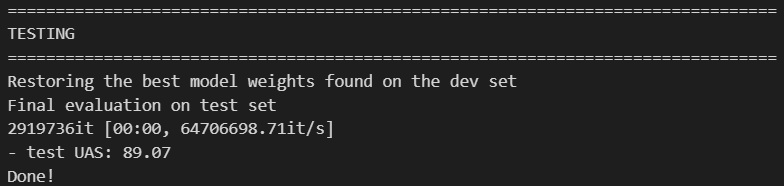 ================================================================================
TESTING
================================================================================
Restoring the best model weights found on the dev set
Final evaluation on test set
2919736it [00:00, 64706698.71it/s]
- test UAS: 89.07
Done!